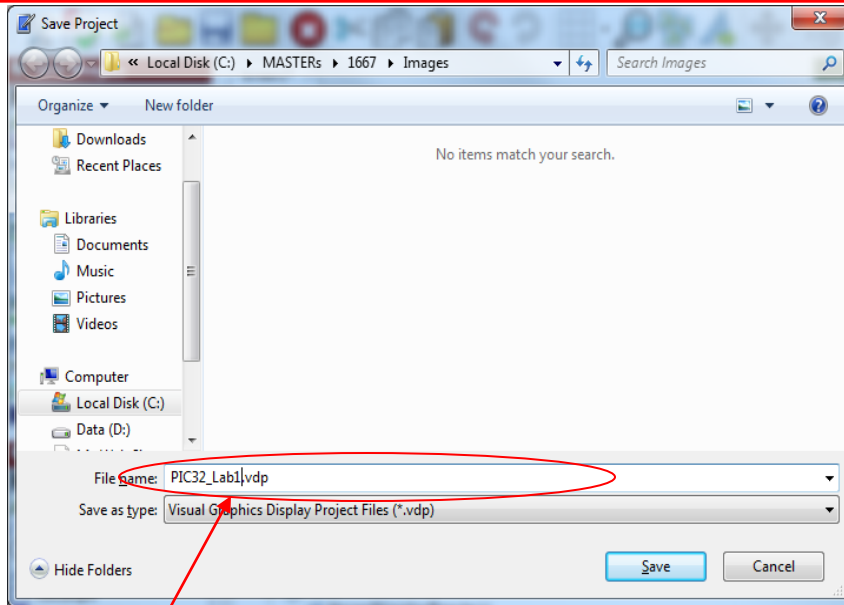 Save Project
« Local Disk (C:) MASTERs 1667 Images
Search Images
Organize
New folder
Downloads
Recent Places
No items match your search.
Libraries
Documents
Music
Pictures
Videos
Computer
Local Disk (C:)
Data (D:)
File name: PIC32_Lab1.vdp
Save as type: Visual Graphics Display Project Files (*.vdp)
Hide Folders
Save
Cancel